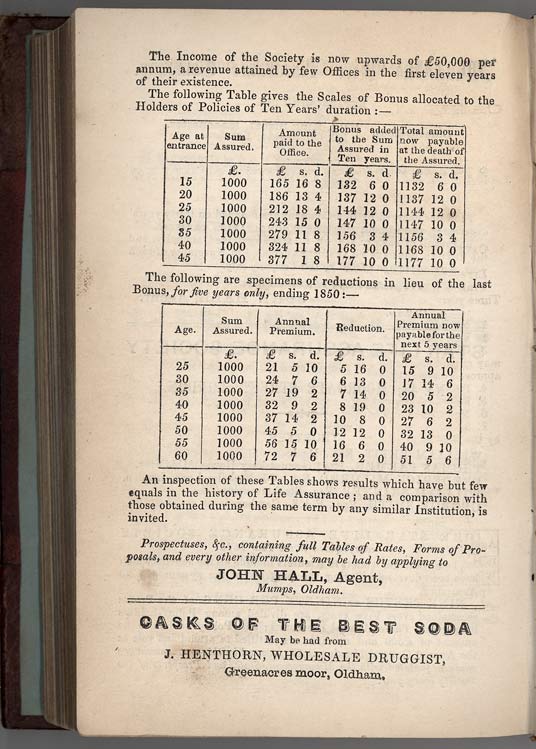 The Income of the Society is now upwards of £50,000 per
annum, a revenue attained by few Offices in the first eleven years
of their existence.
The following Table gives the Scales of Bonus allocated to the
Holders of Policies of Ten Years' duration :—
Age at entrance | Sum Assured. | Amount paid to the Office. | Bonus added to the Sum Assured in Ten years. | Total amount now payable at the death of the Assured.
£. | £ s. d. | £ s. d. | £ s. d.
15 1000 165 16 8 132 6 0 1132 6 0
20 1000 186 13 4 137 12 0 1137 12 0
25 1000 212 18 4 144 12 0 1144 12 0
30 1000 243 15 0 147 10 0 1147 10 0
35 1000 279 11 8 156 3 4 1156 3 4
40 1000 324 11 8 168 10 0 1168 10 0
45 1000 377 1 8 177 10 0 1177 10 0
The following are specimens of reductions in lieu of the last
Bonus, for five years only, ending 1850:—
Age. | Sum Assured. | Annual Premium. | Reduction. | Annual Premium now payable for the next 5 years
£. | £ s. d. | £ s. d. | £ s. d.
25 1000 21 5 10 5 16 0 15 9 10
30 1000 24 7 6 6 13 0 17 14 6
35 1000 27 19 2 7 14 0 20 5 2
40 1000 32 9 2 8 19 0 23 10 2
45 1000 37 14 2 10 8 0 27 6 2
50 1000 45 5 0 12 12 0 32 13 0
55 1000 56 15 10 16 6 0 40 9 10
60 1000 72 7 6 21 2 0 51 5 6
An inspection of these Tables shows results which have but few
equals in the history of Life Assurance ; and a comparison with
those obtained during the same term by any similar Institution, is
invited.
Prospectuses, &c., containing full Tables of Rates, Forms of Pro-
posals, and every other information, may be had by applying to
JOHN HALL, Agent,
Mumps, Oldham.
CASKS OF THE BEST SODA
May be had from
J. HENTHORN, WHOLESALE DRUGGIST,
Greenacres moor, Oldham.